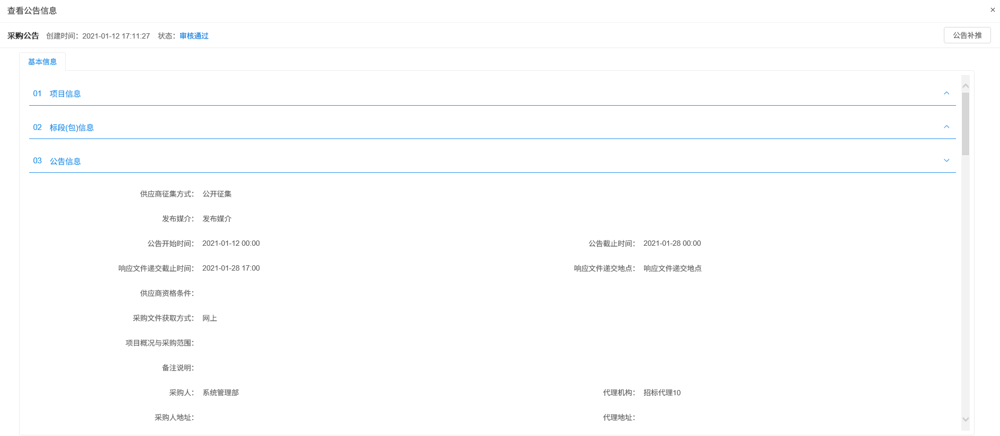 查看公告信息
采购公告 创建时间：2021-01-12 17:11:27 状态：审核通过 公告补推
基本信息
01 项目信息
02 标段(包)信息
03 公告信息
供应商征集方式： 公开征集
发布媒介： 发布媒介
公告开始时间： 2021-01-12 00:00 公告截止时间： 2021-01-28 00:00
响应文件递交截止时间： 2021-01-28 17:00 响应文件递交地点： 响应文件递交地点
供应商资格条件：
采购文件获取方式： 网上
项目概况与采购范围：
备注说明：
采购人： 系统管理部 代理机构： 招标代理10
采购人地址： 代理地址：